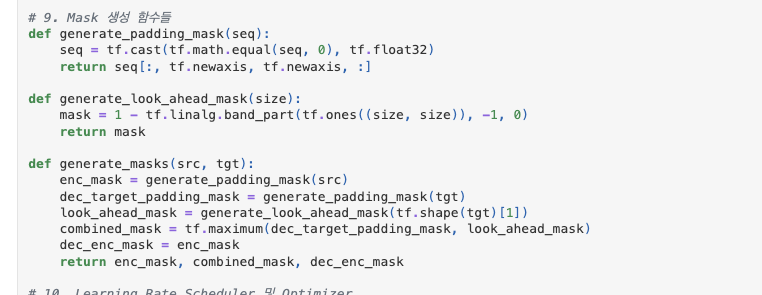 # 9. Mask 생성 함수들
def generate_padding_mask(seq):
    seq = tf.cast(tf.math.equal(seq, 0), tf.float32)
    return seq[:, tf.newaxis, tf.newaxis, :]

def generate_look_ahead_mask(size):
    mask = 1 - tf.linalg.band_part(tf.ones((size, size)), -1, 0)
    return mask

def generate_masks(src, tgt):
    enc_mask = generate_padding_mask(src)
    dec_target_padding_mask = generate_padding_mask(tgt)
    look_ahead_mask = generate_look_ahead_mask(tf.shape(tgt)[1])
    combined_mask = tf.maximum(dec_target_padding_mask, look_ahead_mask)
    dec_enc_mask = enc_mask
    return enc_mask, combined_mask, dec_enc_mask

# 10. Learning Rate Scheduler 및 Optimizer